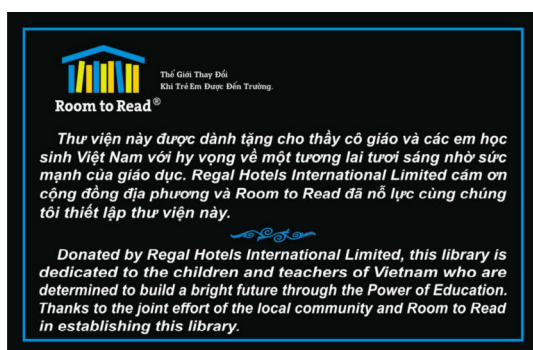 Thế Giới Thay Đổi
Khi Trẻ Em Được Đến Trường.
Room to Read®
Thư viện này được dành tặng cho thầy cô giáo và các em học
sinh Việt Nam với hy vọng về một tương lai tươi sáng nhờ sức
mạnh của giáo dục. Regal Hotels International Limited cám ơn
cộng đồng địa phương và Room to Read đã nỗ lực cùng chúng
tôi thiết lập thư viện này.
Donated by Regal Hotels International Limited, this library is
dedicated to the children and teachers of Vietnam who are
determined to build a bright future through the Power of Education.
Thanks to the joint effort of the local community and Room to Read
in establishing this library.